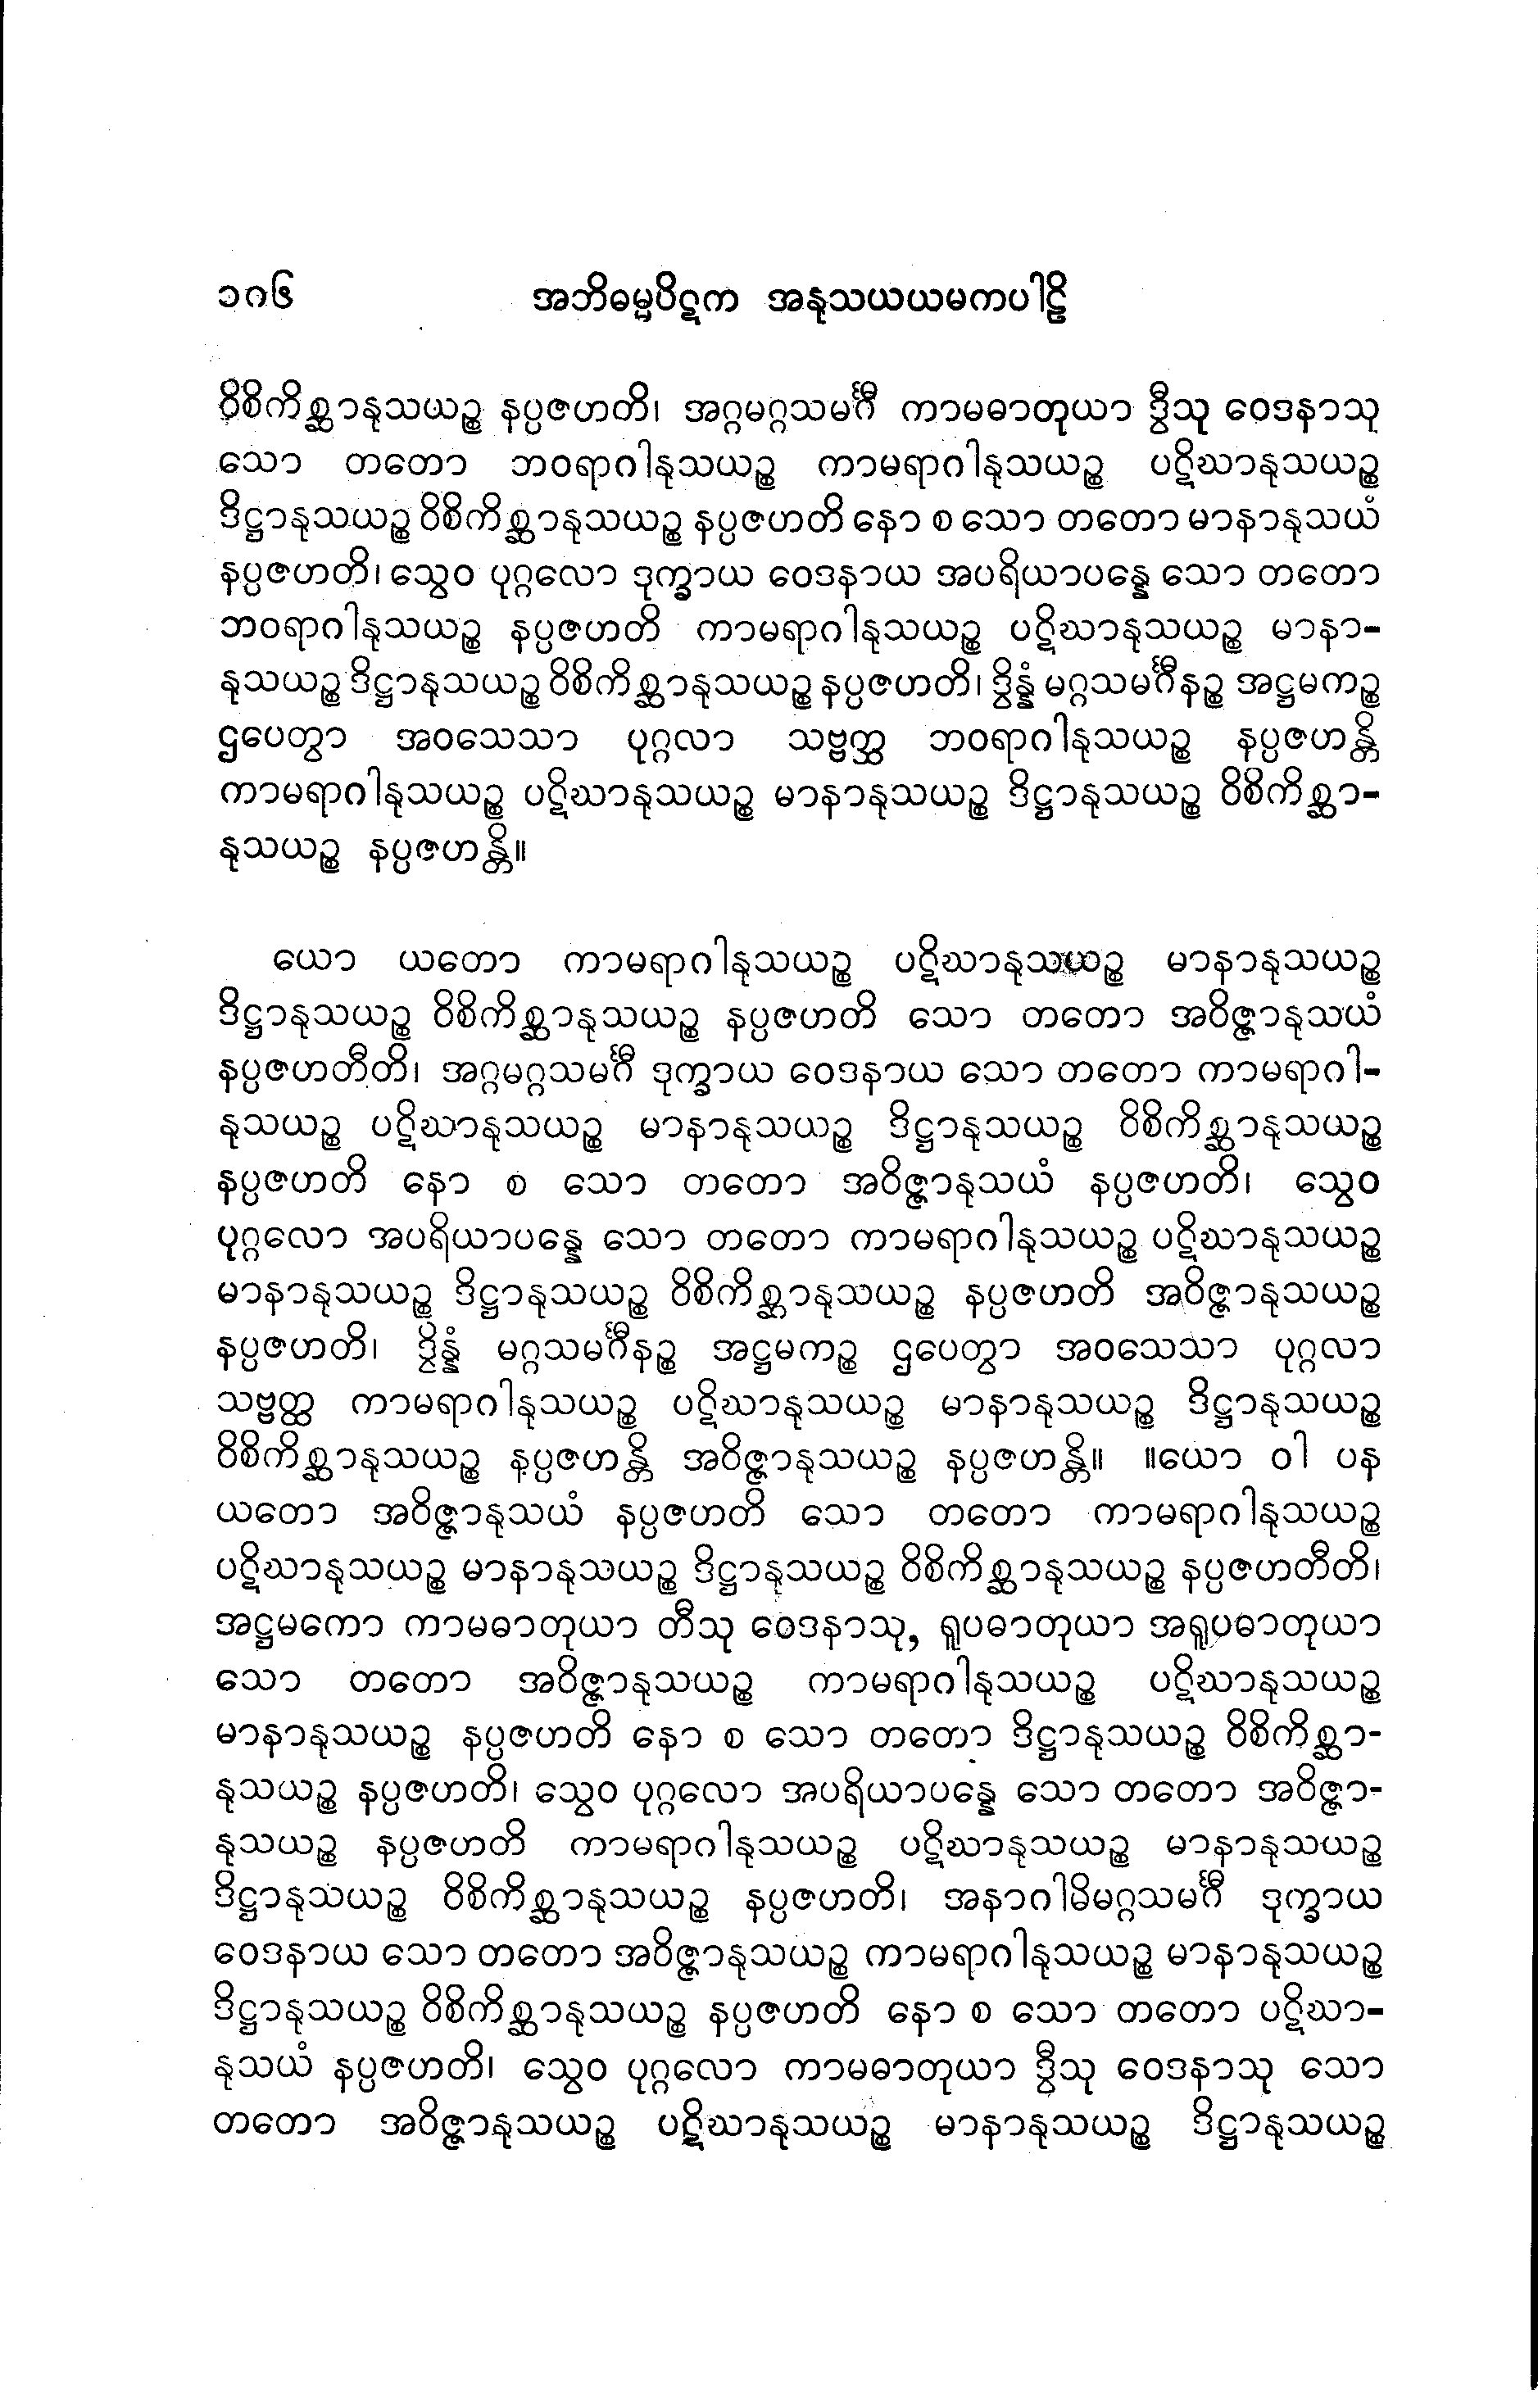 ၁၈၆ အဘိဓမ္မပိဋက အနုသယယမကပါဠိ
ဝိစိကိစ္ဆာနုသယဉ္စ နပ္ပဇဟတိ၊ အဂ္ဂမဂ္ဂသမင်္ဂီ ကာမဓာတုယာ ဒွီသု ဝေဒနာသု
သော တတော ဘဝရာဂါနုသယဉ္စ ကာမရာဂါနုသယဉ္စ ပဋိဃာနုသယဉ္စ
ဒိဋ္ဌာနုသယဉ္စ ဝိစိကိစ္ဆာနုသယဉ္စ နပ္ပဇဟတိ နော စ သော တတော မာနာနုသယံ
နပ္ပဇဟတိ၊ သွေဝ ပုဂ္ဂလော ဒုက္ခာယ ဝေဒနာယ အပရိယာပန္နေ သော တတော
ဘဝရာဂါနုသယဉ္စ နပ္ပဇဟတိ ကာမရာဂါနုသယဉ္စ ပဋိဃာနုသယဉ္စ မာနာ-
နုသယဉ္စ ဒိဋ္ဌာနုသယဉ္စ ဝိစိကိစ္ဆာနုသယဉ္စ နပ္ပဇဟတိ၊ ဒွိန္နံ မဂ္ဂသမင်္ဂီနဉ္စ အဋ္ဌမကဉ္စ
ဌပေတွာ အဝသေသာ ပုဂ္ဂလာ သဗ္ဗတ္ထ ဘဝရာဂါနုသယဉ္စ နပ္ပဇဟန္တိ
ကာမရာဂါနုသယဉ္စ ပဋိဃာနုသယဉ္စ မာနာနုသယဉ္စ ဒိဋ္ဌာနုသယဉ္စ ဝိစိကိစ္ဆာ-
နုသယဉ္စ နပ္ပဇဟန္တိ။
ယော ယတော ကာမရာဂါနုသယဉ္စ ပဋိဃာနုသယဉ္စ မာနာနုသယဉ္စ
ဒိဋ္ဌာနုသယဉ္စ ဝိစိကိစ္ဆာနုသယဉ္စ နပ္ပဇဟတိ သော တတော အဝိဇ္ဇာနုသယံ
နပ္ပဇဟတီတိ၊ အဂ္ဂမဂ္ဂသမင်္ဂီ ဒုက္ခာယ ဝေဒနာယ သော တတော ကာမရာဂါ-
နုသယဉ္စ ပဋိဃာနုသယဉ္စ မာနာနုသယဉ္စ ဒိဋ္ဌာနုသယဉ္စ ဝိစိကိစ္ဆာနုသယဉ္စ
နပ္ပဇဟတိ နော စ သော တတော အဝိဇ္ဇာနုသယံ နပ္ပဇဟတိ၊ သွေဝ
ပုဂ္ဂလော အပရိယာပန္နေ သော တတော ကာမရာဂါနုသယဉ္စ ပဋိဃာနုသယဉ္စ
မာနာနုသယဉ္စ ဒိဋ္ဌာနုသယဉ္စ ဝိစိကိစ္ဆာနုသယဉ္စ နပ္ပဇဟတိ အဝိဇ္ဇာနုသယဉ္စ
နပ္ပဇဟတိ၊ ဒွိန္နံ မဂ္ဂသမင်္ဂီနဉ္စ အဋ္ဌမကဉ္စ ဌပေတွာ အဝသေသာ ပုဂ္ဂလာ
သဗ္ဗတ္ထ ကာမရာဂါနုသယဉ္စ ပဋိဃာနုသယဉ္စ မာနာနုသယဉ္စ ဒိဋ္ဌာနုသယဉ္စ
ဝိစိကိစ္ဆာနုသယဉ္စ နပ္ပဇဟန္တိ အဝိဇ္ဇာနုသယဉ္စ နပ္ပဇဟန္တိ။ ။ယော ဝါ ပန
ယတော အဝိဇ္ဇာနုသယံ နပ္ပဇဟတိ သော တတော ကာမရာဂါနုသယဉ္စ
ပဋိဃာနုသယဉ္စ မာနာနုသယဉ္စ ဒိဋ္ဌာနုသယဉ္စ ဝိစိကိစ္ဆာနုသယဉ္စ နပ္ပဇဟတီတိ၊
အဋ္ဌမကော ကာမဓာတုယာ တီသု ဝေဒနာသု, ရူပဓာတုယာ အရူပဓာတုယာ
သော တတော အဝိဇ္ဇာနုသယဉ္စ ကာမရာဂါနုသယဉ္စ ပဋိဃာနုသယဉ္စ
မာနာနုသယဉ္စ နပ္ပဇဟတိ နော စ သော တတော ဒိဋ္ဌာနုသယဉ္စ ဝိစိကိစ္ဆာ-
နုသယဉ္စ နပ္ပဇဟတိ၊ သွေဝ ပုဂ္ဂလော အပရိယာပန္နေ သော တတော အဝိဇ္ဇာ-
နုသယဉ္စ နပ္ပဇဟတိ ကာမရာဂါနုသယဉ္စ ပဋိဃာနုသယဉ္စ မာနာနုသယဉ္စ
ဒိဋ္ဌာနုသယဉ္စ ဝိစိကိစ္ဆာနုသယဉ္စ နပ္ပဇဟတိ၊ အနာဂါမိမဂ္ဂသမင်္ဂီ ဒုက္ခာယ
ဝေဒနာယ သော တတော အဝိဇ္ဇာနုသယဉ္စ ကာမရာဂါနုသယဉ္စ မာနာနုသယဉ္စ
ဒိဋ္ဌာနုသယဉ္စ ဝိစိကိစ္ဆာနုသယဉ္စ နပ္ပဇဟတိ နော စ သော တတော ပဋိဃာ-
နုသယံ နပ္ပဇဟတိ၊ သွေဝ ပုဂ္ဂလော ကာမဓာတုယာ ဒွီသု ဝေဒနာသု သော
တတော အဝိဇ္ဇာနုသယဉ္စ ပဋိဃာနုသယဉ္စ မာနာနုသယဉ္စ ဒိဋ္ဌာနုသယဉ္စ